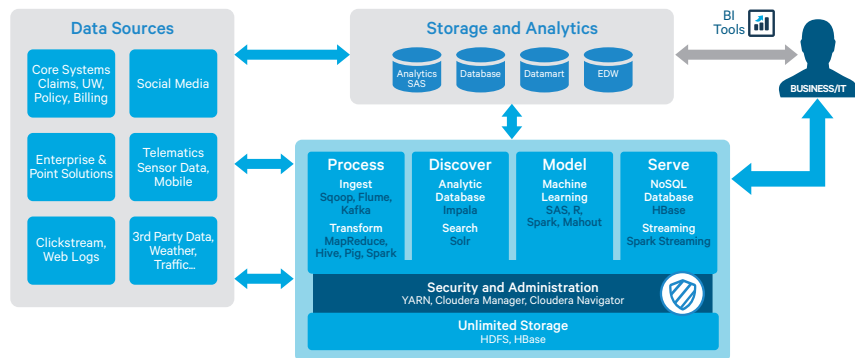 Data Sources
Core Systems
Claims, UW,
Policy, Billing
Social Media
Enterprise &
Point Solutions
Telematics
Sensor Data,
Mobile
Clickstream,
Web Logs
3rd Party Data,
Weather,
Traffic...
Storage and Analytics
Analytics
SAS
Database
Datamart
EDW
BI
Tools
BUSINESS/IT
Process
Ingest
Sqoop, Flume,
Kafka
Transform
MapReduce,
Hive, Pig, Spark
Discover
Analytic
Database
Impala
Search
Solr
Model
Machine
Learning
SAS, R,
Spark, Mahout
Serve
NoSQL
Database
HBase
Streaming
Spark Streaming
Security and Administration
YARN, Cloudera Manager, Cloudera Navigator
Unlimited Storage
HDFS, HBase